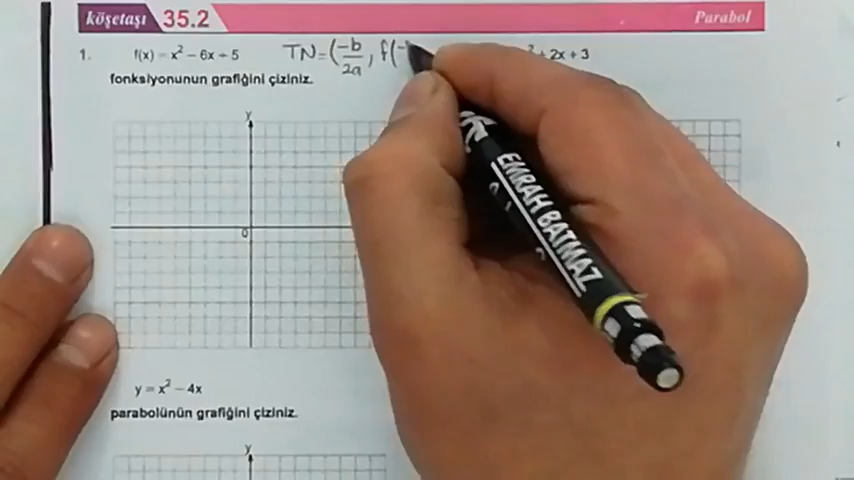 köşetaşı 35.2 Parabol
1. f(x) = x² − 6x + 5 TN = (-b/2a, f(- + 2x + 3
fonksiyonunun grafiğini çiziniz.
y
0
EMRAH BATMAZ
y = x² − 4x
parabolünün grafiğini çiziniz.
y